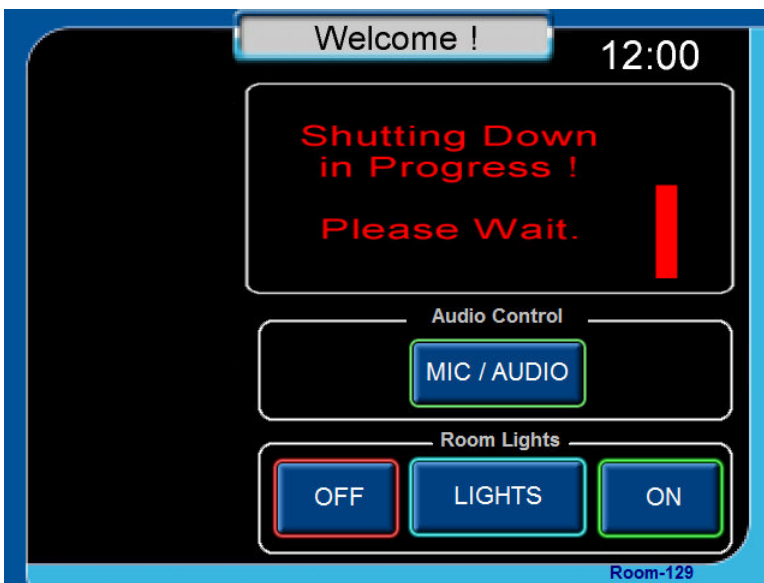 Welcome !
12:00
Shutting Down
in Progress !
Please Wait.
Audio Control
MIC / AUDIO
Room Lights
OFF
LIGHTS
ON
Room-129